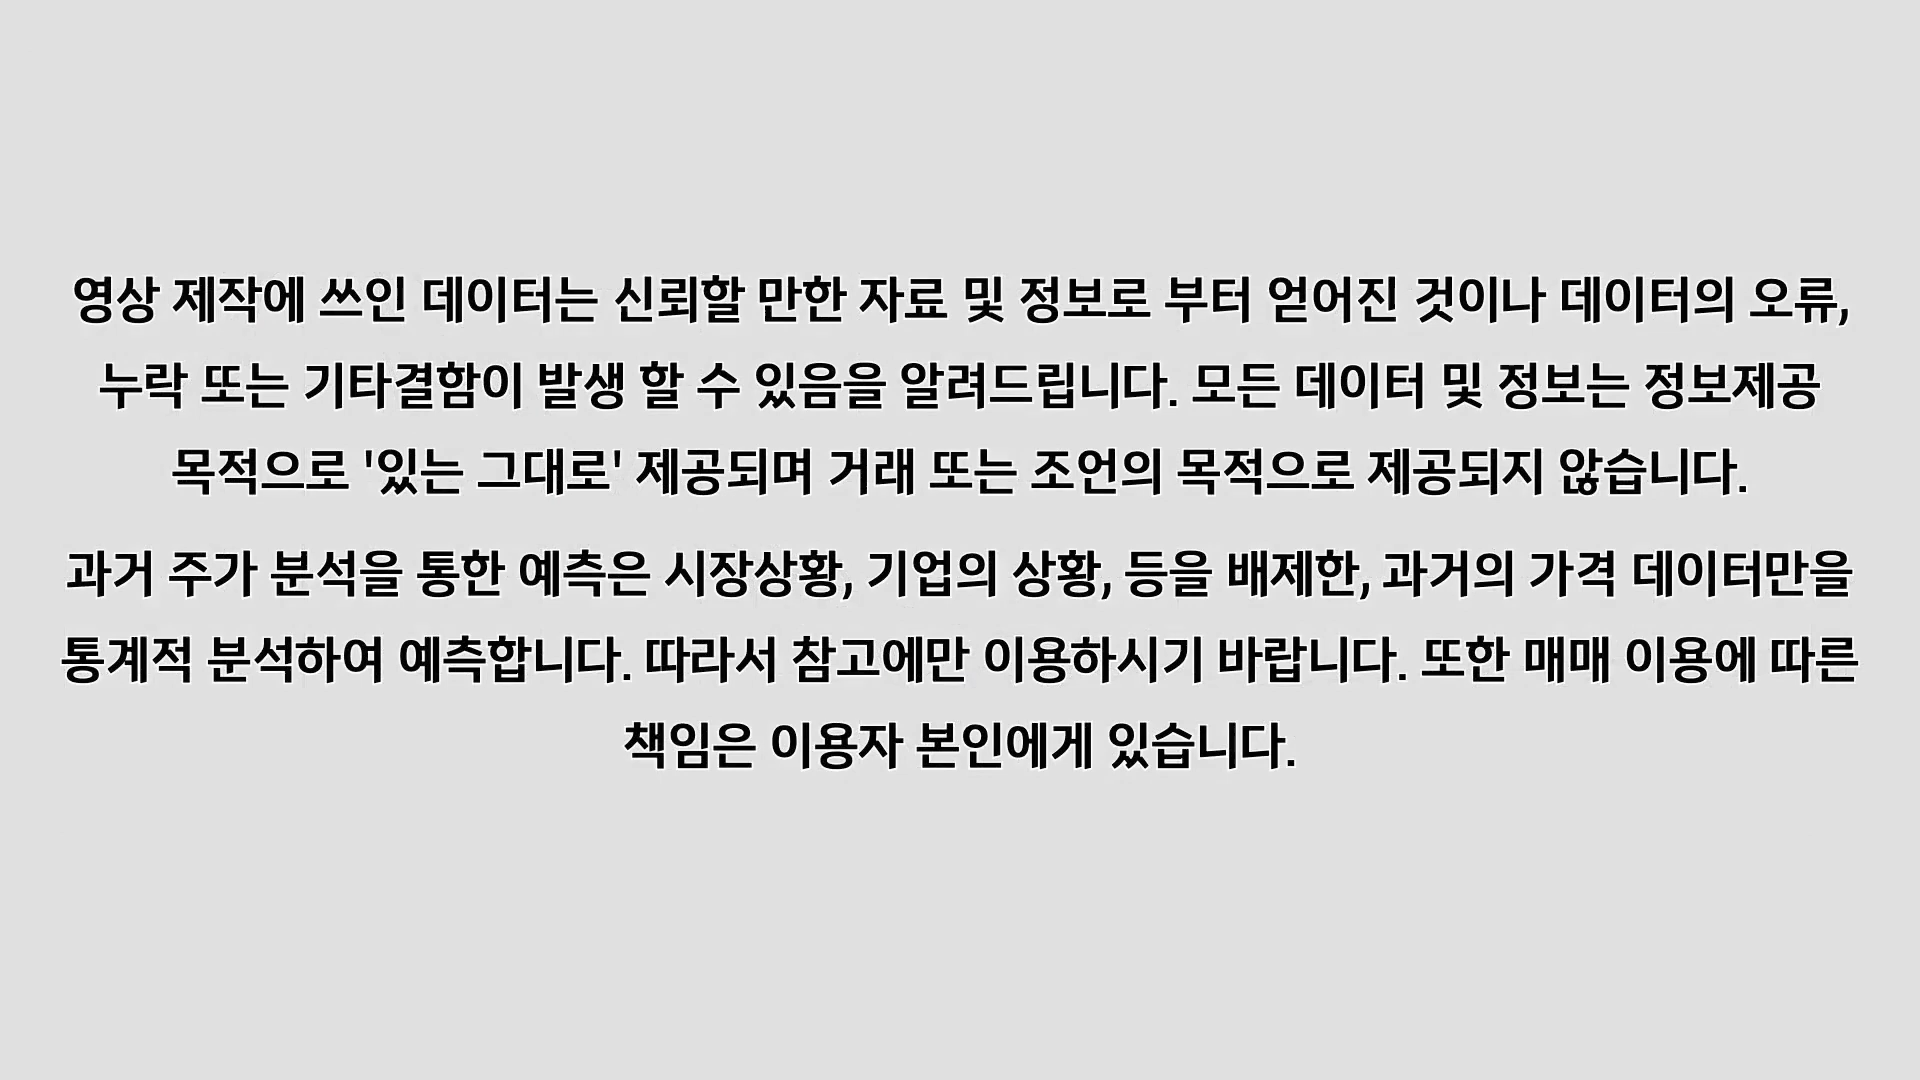 영상 제작에 쓰인 데이터는 신뢰할 만한 자료 및 정보로 부터 얻어진 것이나 데이터의 오류,
누락 또는 기타결함이 발생 할 수 있음을 알려드립니다. 모든 데이터 및 정보는 정보제공
목적으로 '있는 그대로' 제공되며 거래 또는 조언의 목적으로 제공되지 않습니다.
과거 주가 분석을 통한 예측은 시장상황, 기업의 상황, 등을 배제한, 과거의 가격 데이터만을
통계적 분석하여 예측합니다. 따라서 참고에만 이용하시기 바랍니다. 또한 매매 이용에 따른
책임은 이용자 본인에게 있습니다.